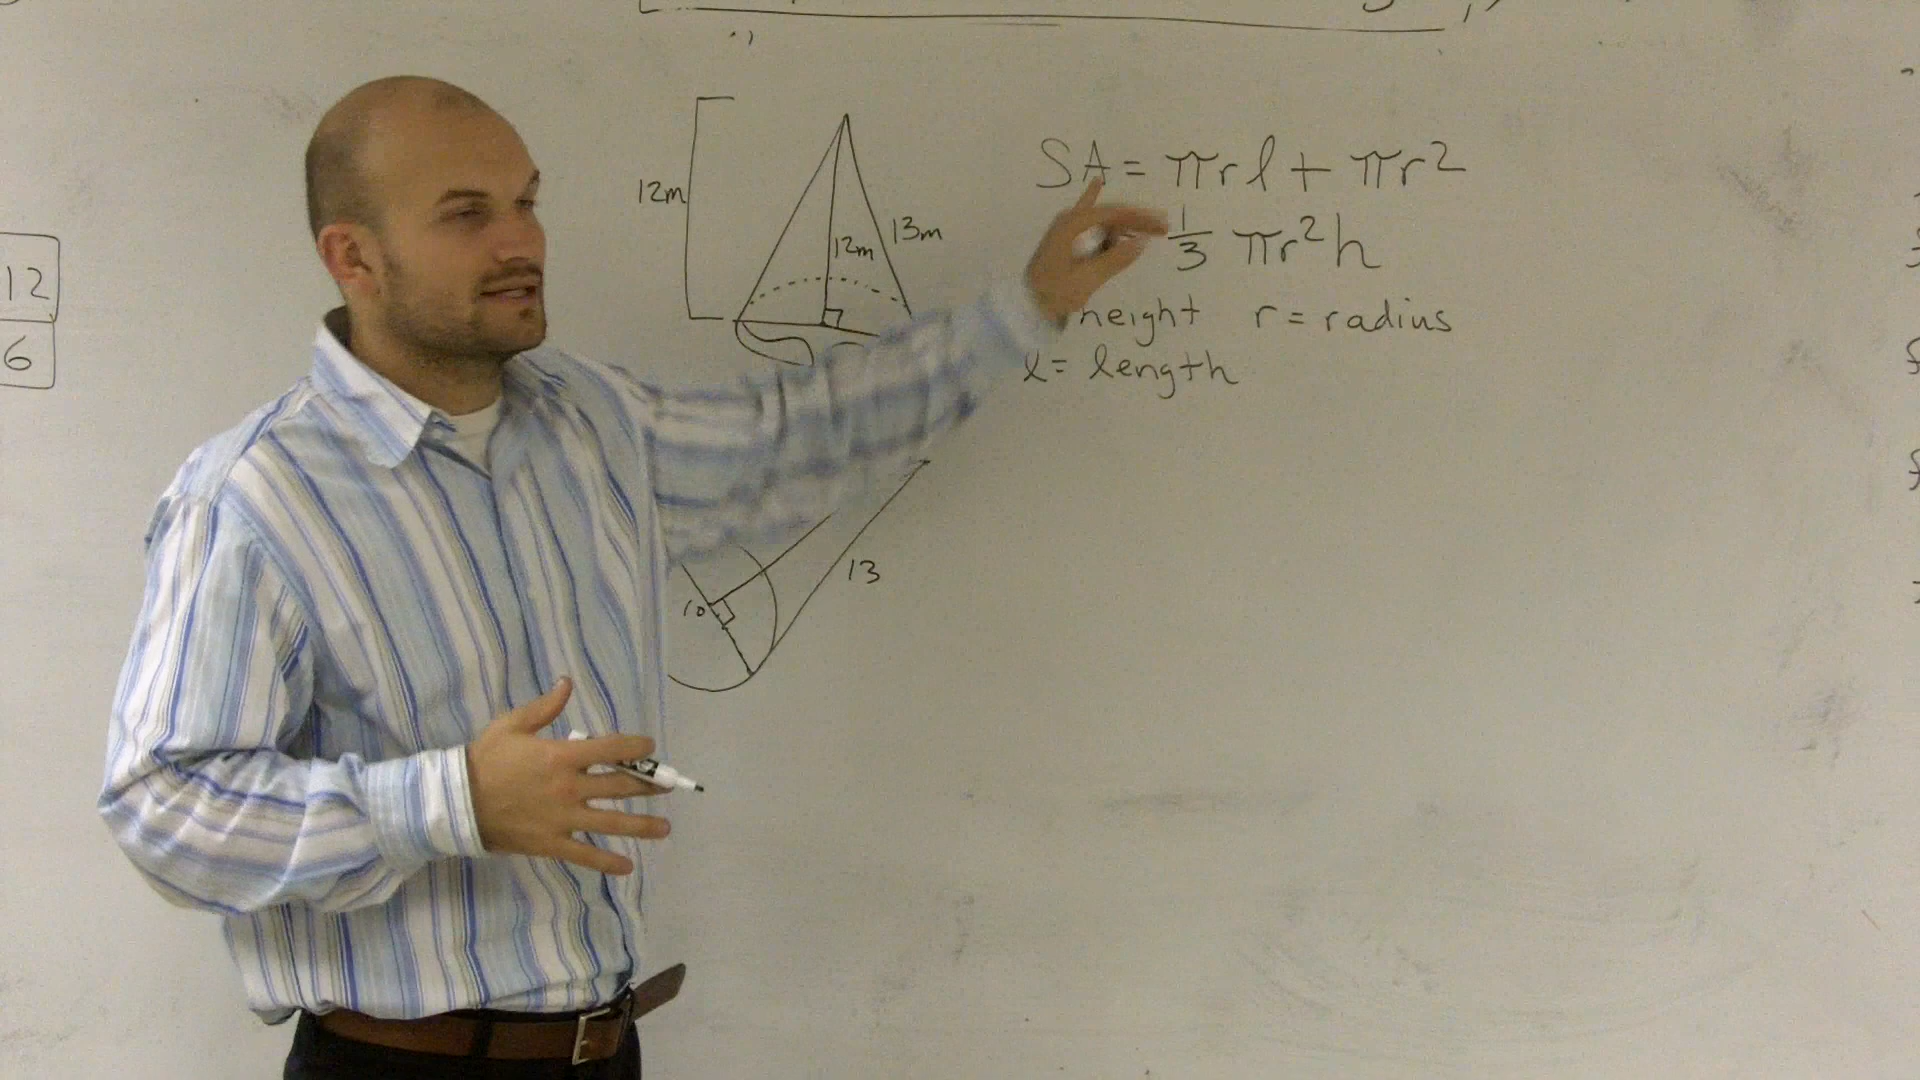 12
6
12m
12m
13m
SA = πrl + πr²
1/3 πr²h
height r = radius
l = length
10
13